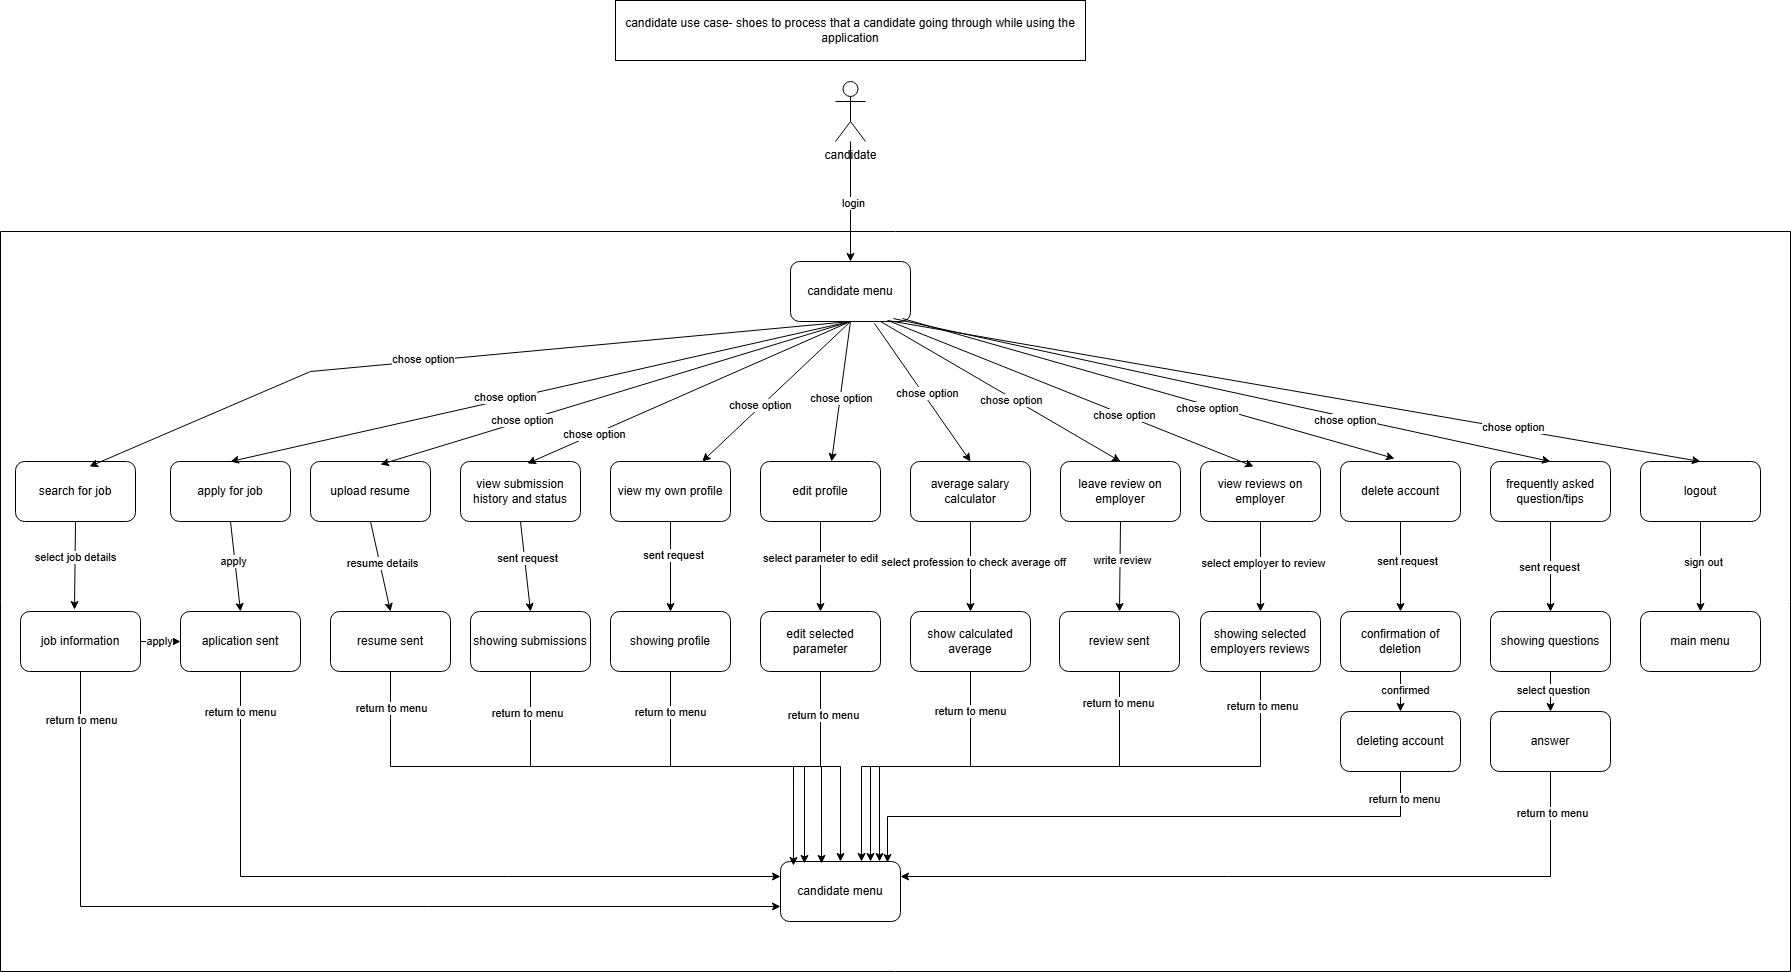 candidate use case- shoes to process that a candidate going through while using the
application
candidate
login
candidate menu
chose option
chose option
chose option
chose option
chose option
chose option
chose option
chose option
chose option
chose option
chose option
chose option
search for job
apply for job
upload resume
view submission
history and status
view my own profile
edit profile
average salary
calculator
leave review on
employer
view reviews on
employer
delete account
frequently asked
question/tips
logout
select job details
apply
resume details
sent request
sent request
select parameter to edit
select profession to check average off
write review
select employer to review
sent request
sent request
sign out
job information
apply
aplication sent
resume sent
showing submissions
showing profile
edit selected
parameter
show calculated
average
review sent
showing selected
employers reviews
confirmation of
deletion
showing questions
main menu
return to menu
return to menu
return to menu
return to menu
return to menu
return to menu
return to menu
return to menu
return to menu
confirmed
select question
deleting account
answer
return to menu
return to menu
candidate menu